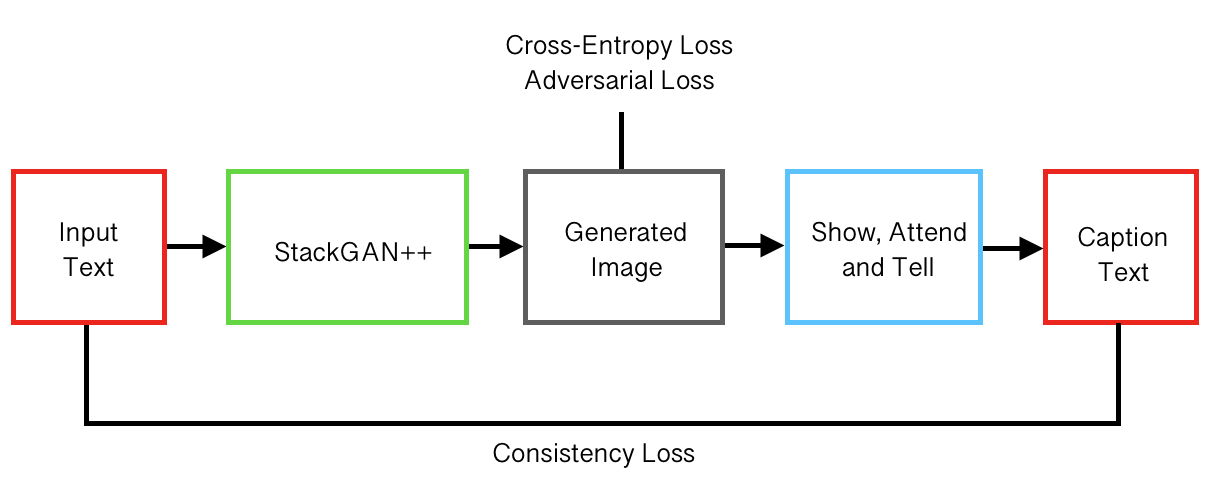 Cross-Entropy Loss
Adversarial Loss
Input
Text
StackGAN++
Generated
Image
Show, Attend
and Tell
Caption
Text
Consistency Loss